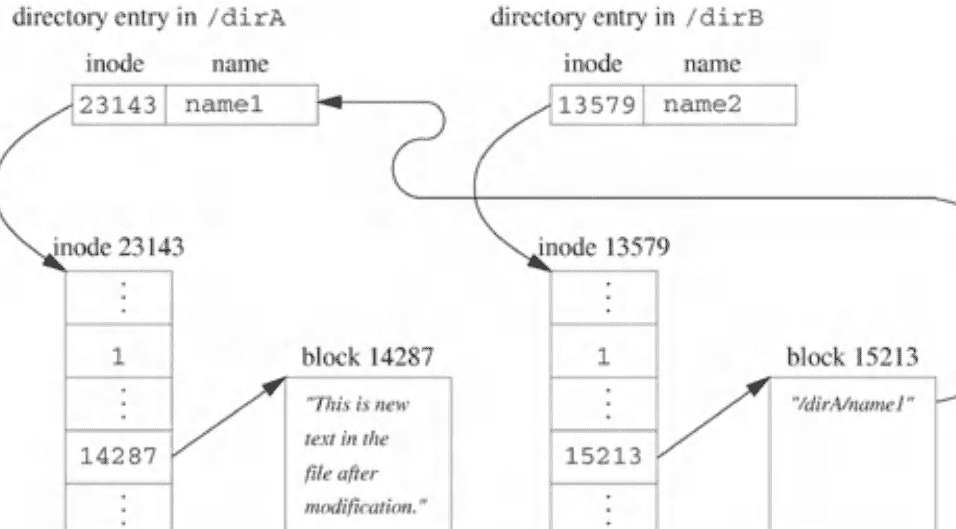 directory entry in /dirA
directory entry in /dirB
inode name
inode name
23143 name1
13579 name2
inode 23143
inode 13579
1
block 14287
1
block 15213
"This is new
text in the
file after
modification."
14287
"/dirA/name1"
15213